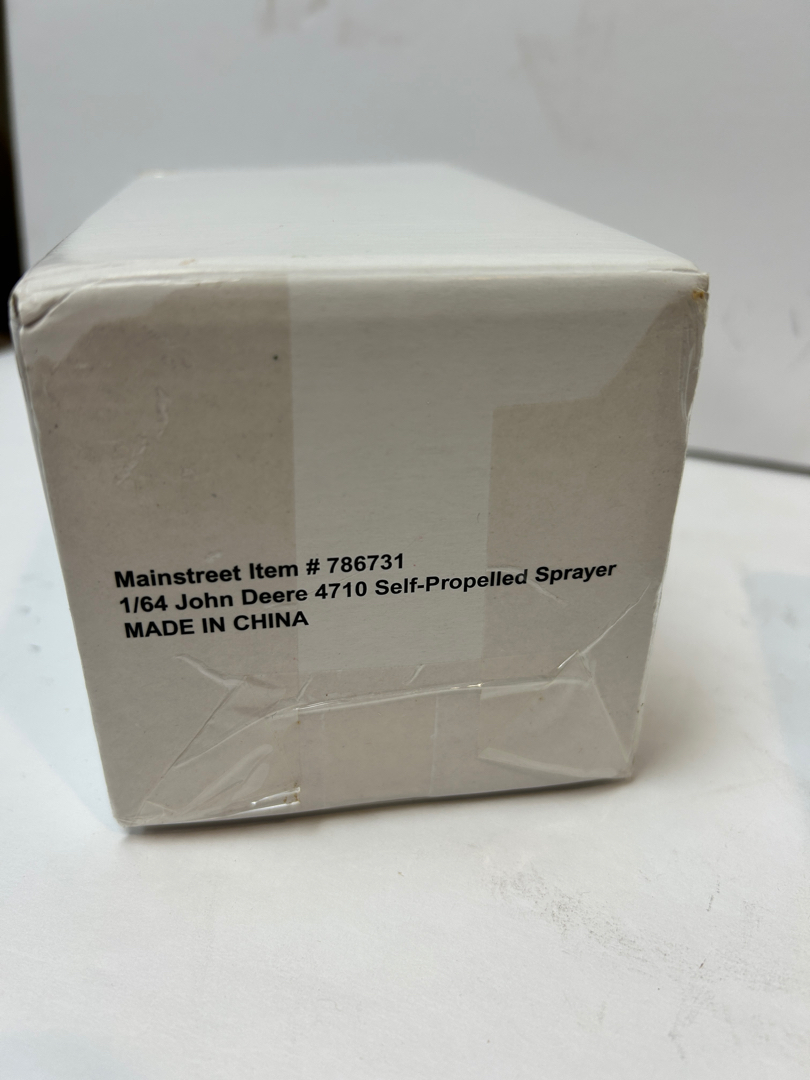 Mainstreet Item # 786731
1/64 John Deere 4710 Self-Propelled Sprayer
MADE IN CHINA